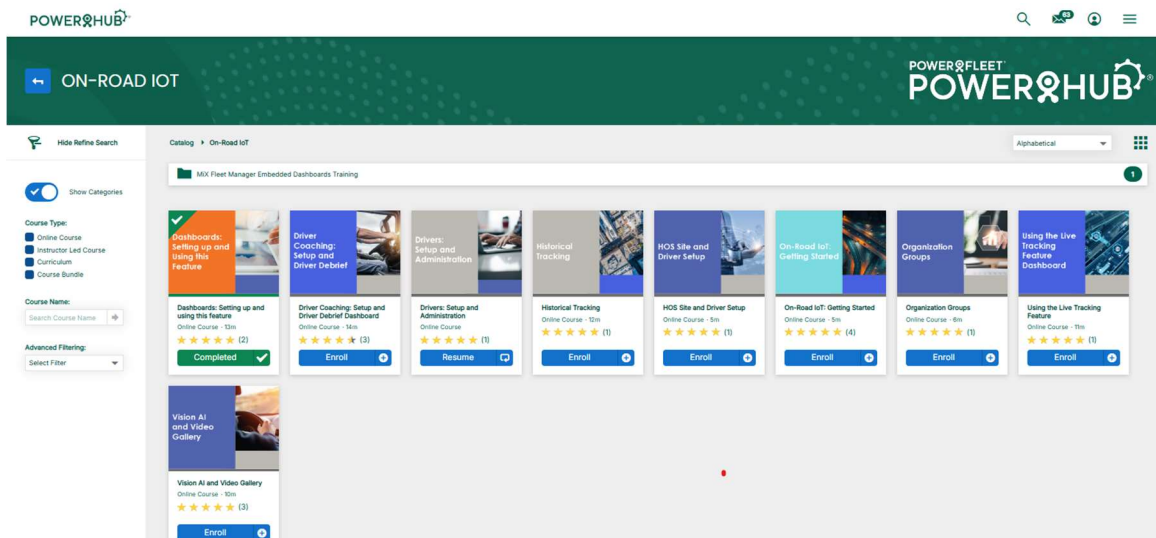 POWERHUB
63
ON-ROAD IOT
POWERFLEET
POWERHUB
Hide Refine Search
Catalog
On-Road IoT
Alphabetical
Show Categories
MiX Fleet Manager Embedded Dashboards Training
1
Course Type:
Online Course
Instructor Led Course
Curriculum
Course Bundle
Course Name:
Search Course Name
Advanced Filtering:
Select Filter
Dashboards:
Setting up and
Using this
Feature
Dashboards: Setting up and
using this feature
Online Course - 13m
(2)
Completed
Driver
Coaching:
Setup and
Driver Debrief
Driver Coaching: Setup and
Driver Debrief Dashboard
Online Course - 14m
(3)
Enroll
Drivers:
Setup and
Administration
Drivers: Setup and
Administration
Online Course
(1)
Resume
Historical
Tracking
Historical Tracking
Online Course - 12m
(1)
Enroll
HOS Site and
Driver Setup
HOS Site and Driver Setup
Online Course - 5m
(1)
Enroll
On-Road IoT:
Getting Started
On-Road IoT: Getting Started
Online Course - 5m
(4)
Enroll
Organization
Groups
Organization Groups
Online Course - 6m
(1)
Enroll
Using the Live
Tracking
Feature
Dashboard
Using the Live Tracking
Feature
Online Course - 11m
(1)
Enroll
Vision AI
and Video
Gallery
Vision AI and Video Gallery
Online Course - 10m
(3)
Enroll